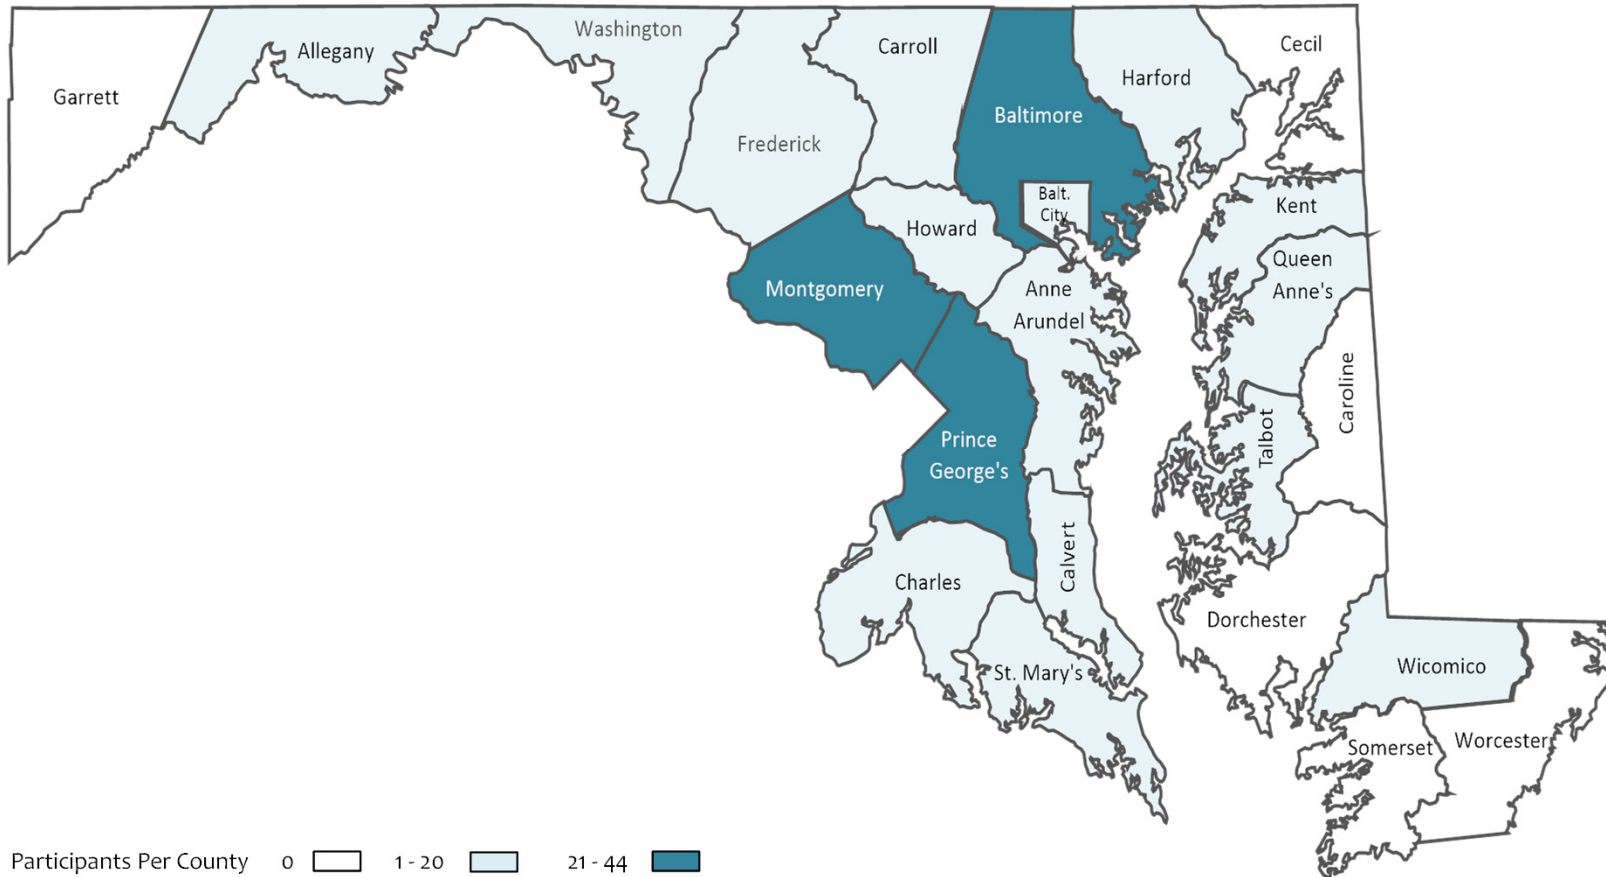 Washington
Carroll
Cecil
Allegany
Harford
Garrett
Baltimore
Frederick
Balt.
City
Kent
Howard
Queen
Anne's
Montgomery
Anne
Arundel
Caroline
Talbot
Prince
George's
Calvert
Charles
Dorchester
St. Mary's
Wicomico
Somerset
Worcester
Participants Per County 0 1 - 20 21 - 44